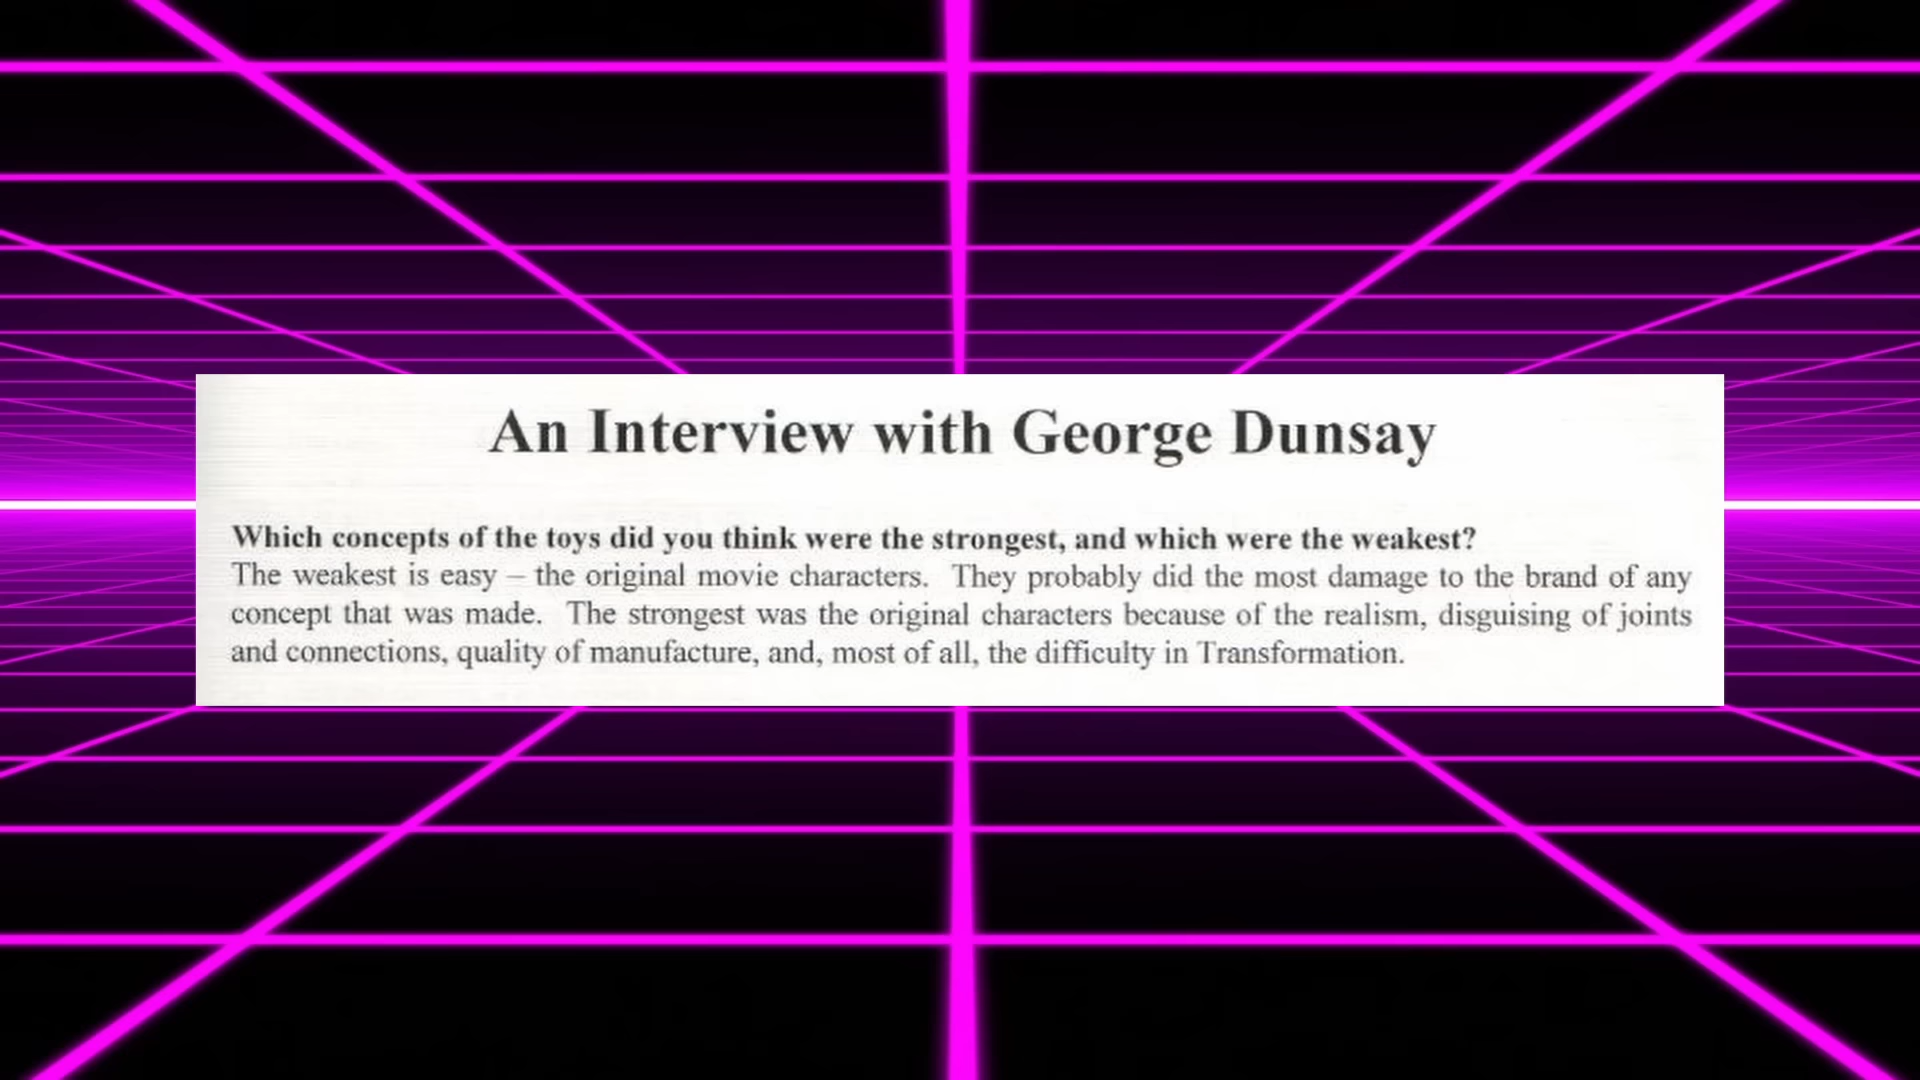 An Interview with George Dunsay
Which concepts of the toys did you think were the strongest, and which were the weakest?
The weakest is easy – the original movie characters. They probably did the most damage to the brand of any
concept that was made. The strongest was the original characters because of the realism, disguising of joints
and connections, quality of manufacture, and, most of all, the difficulty in Transformation.